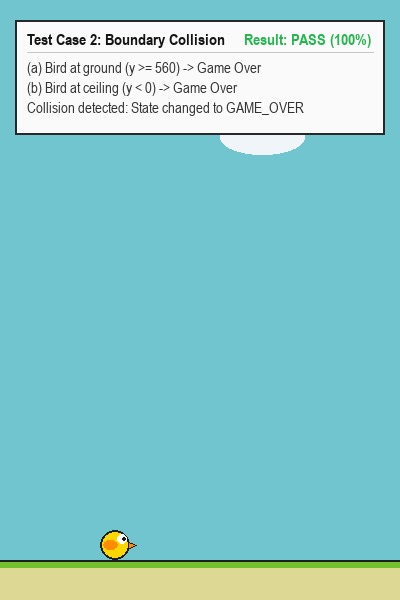 Test Case 2: Boundary Collision Result: PASS (100%)
(a) Bird at ground (y >= 560) -> Game Over
(b) Bird at ceiling (y < 0) -> Game Over
Collision detected: State changed to GAME_OVER